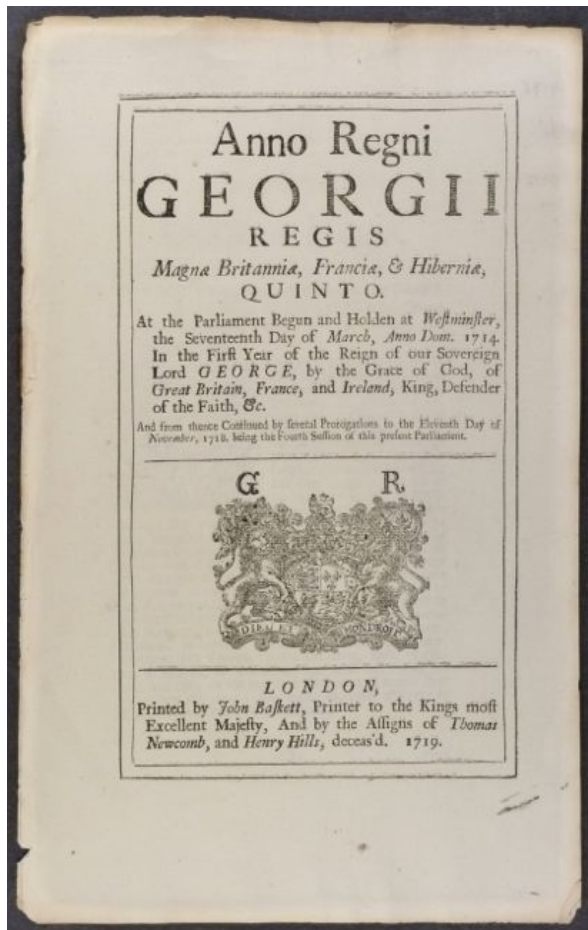 Anno Regni
GEORGII
REGIS
Magnæ Britanniæ, Franciæ, & Hiberniæ,
QUINTO.
At the Parliament Begun and Holden at Weſtminſter,
the Seventeenth Day of March, Anno Dom. 1714.
In the Firſt Year of the Reign of our Sovereign
Lord GEORGE, by the Grace of God, of
Great Britain, France, and Ireland, King, Defender
of the Faith, &c.
And from thence Continued by ſeveral Prorogations to the Eleventh Day of
November, 1718. being the Fourth Seſſion of this preſent Parliament.
G R
DIEU ET MON DROIT
LONDON,
Printed by John Baſkett, Printer to the Kings moſt
Excellent Majeſty, And by the Aſſigns of Thomas
Newcomb, and Henry Hills, deceas'd. 1719.